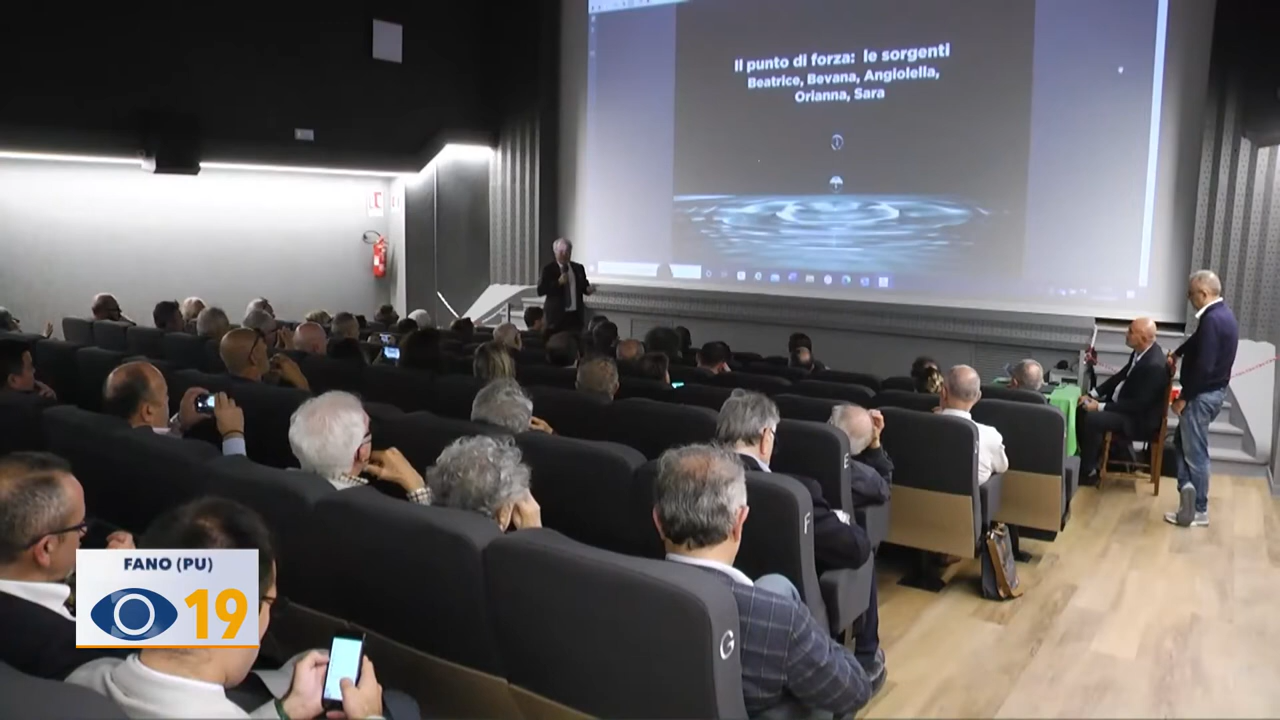 Il punto di forza: le sorgenti
Beatrice, Bevana, Angiolella,
Orianna, Sara
E
F
G
FANO (PU)
19